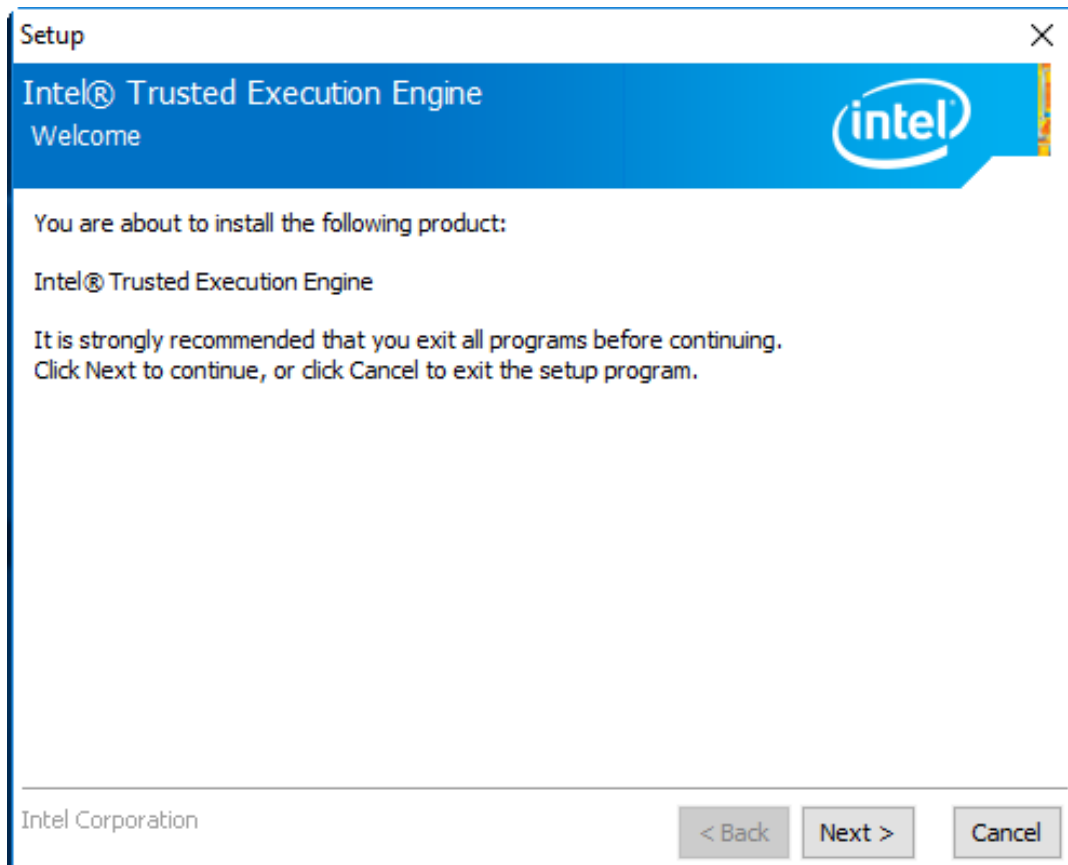 Setup
Intel® Trusted Execution Engine
Welcome
intel
You are about to install the following product:
Intel® Trusted Execution Engine
It is strongly recommended that you exit all programs before continuing.
Click Next to continue, or click Cancel to exit the setup program.
Intel Corporation
< Back Next > Cancel